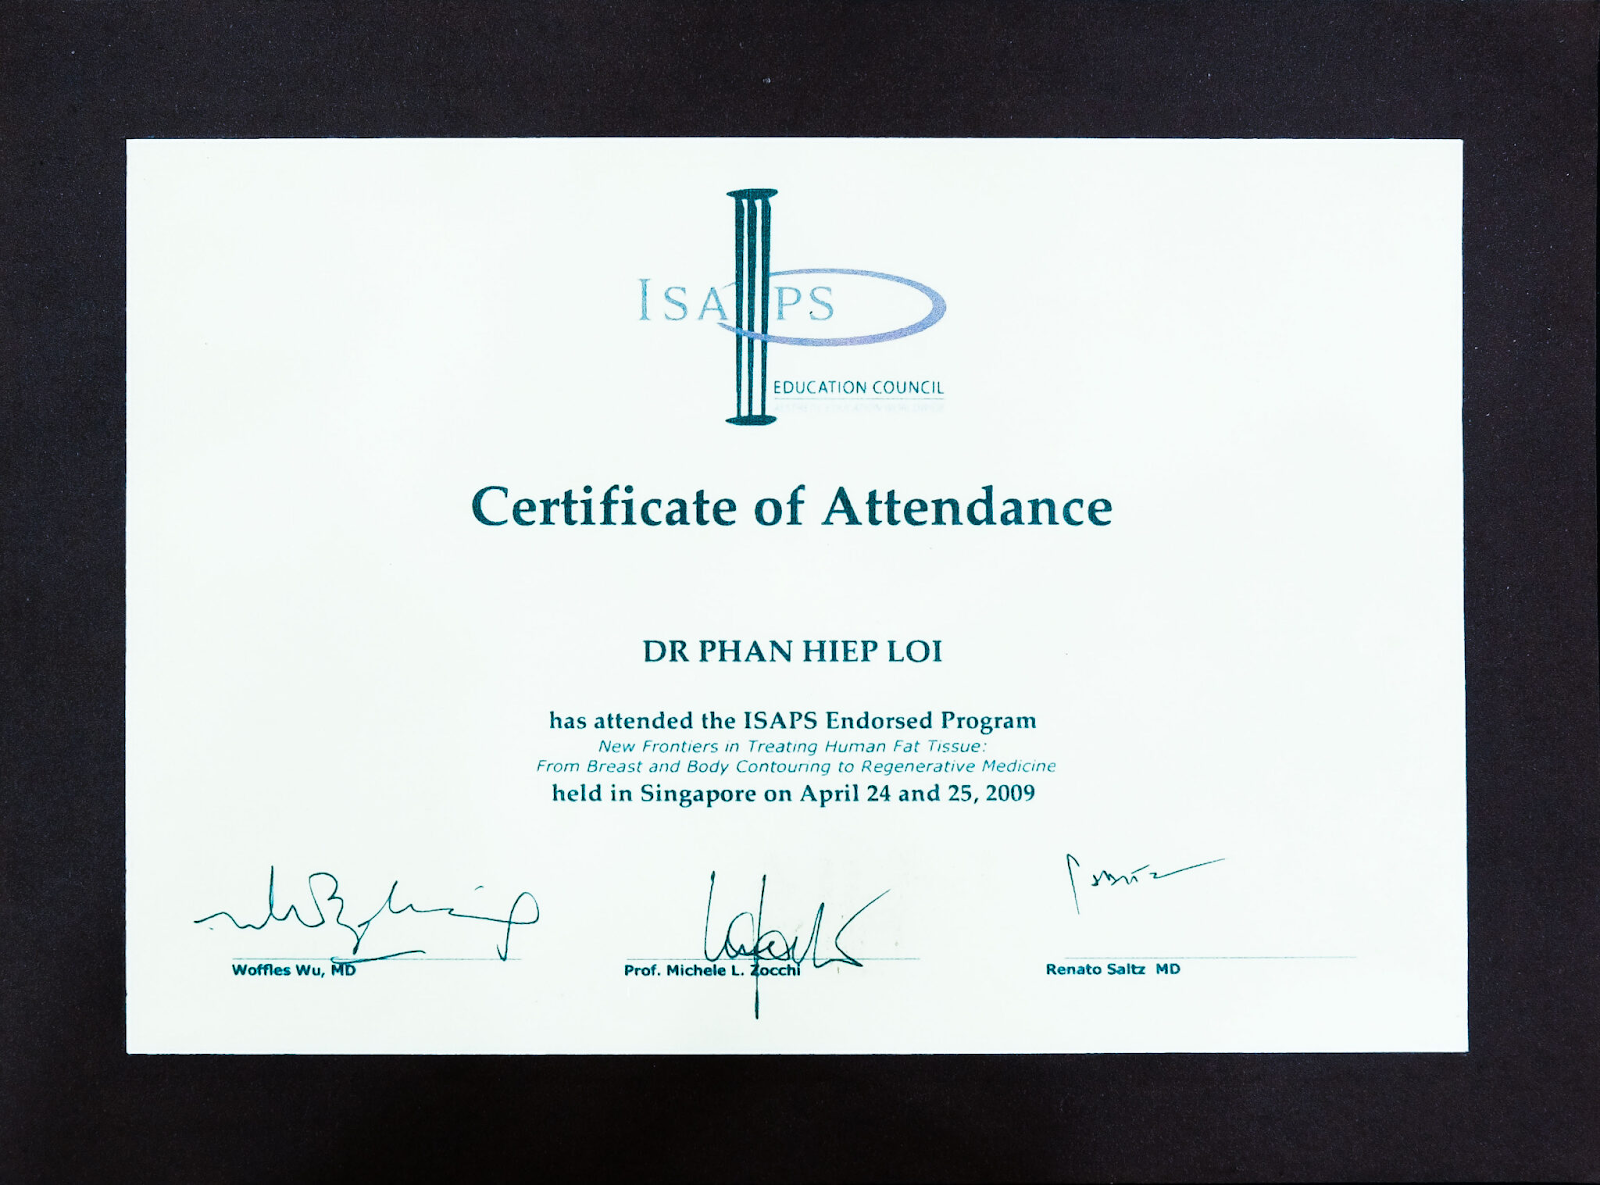 ISAPS
EDUCATION COUNCIL
Certificate of Attendance
DR PHAN HIEP LOI
has attended the ISAPS Endorsed Program
New Frontiers in Treating Human Fat Tissue:
From Breast and Body Contouring to Regenerative Medicine
held in Singapore on April 24 and 25, 2009
Woffles Wu, MD
Prof. Michele L. Zocchi
Renato Saltz MD